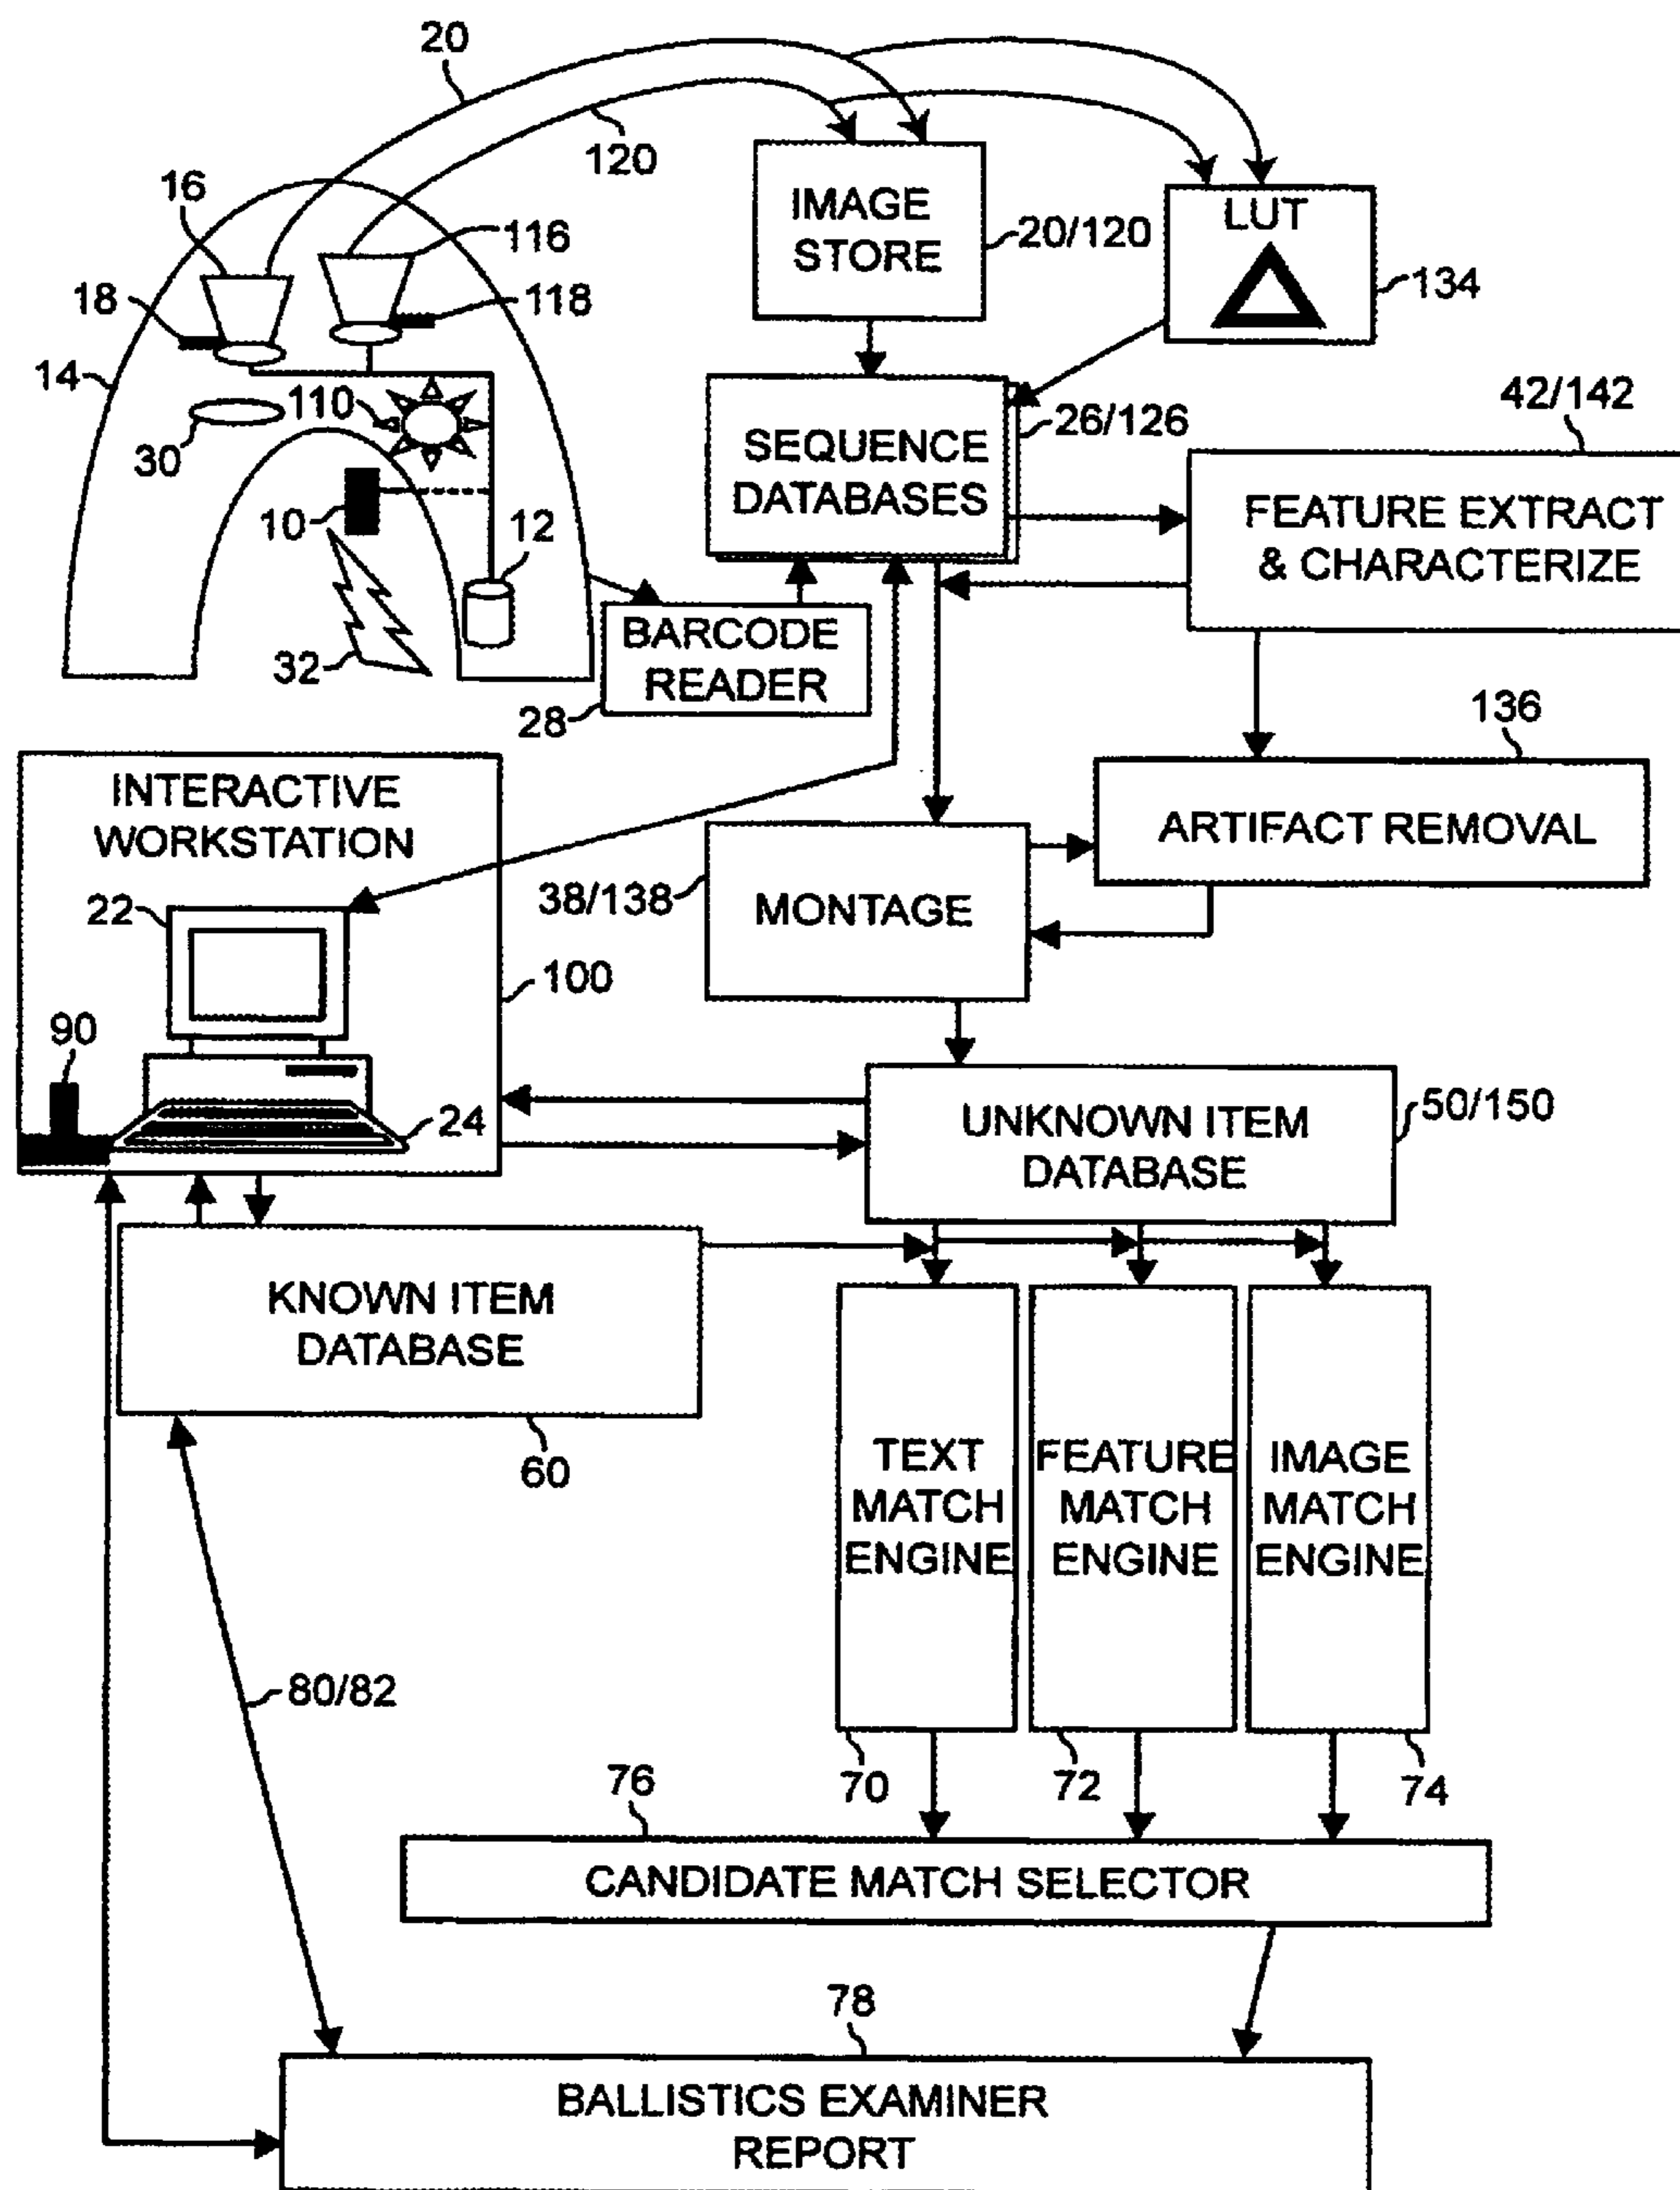 20
120
16
116
18
118
14
110
30
10
12
32
IMAGE
STORE
20/120
LUT
134
SEQUENCE
DATABASES
26/126
42/142
FEATURE EXTRACT
& CHARACTERIZE
BARCODE
READER
28
136
ARTIFACT REMOVAL
INTERACTIVE
WORKSTATION
22
100
90
24
38/138
MONTAGE
UNKNOWN ITEM
DATABASE
50/150
KNOWN ITEM
DATABASE
60
TEXT
MATCH
ENGINE
FEATURE
MATCH
ENGINE
IMAGE
MATCH
ENGINE
70
72
74
80/82
76
CANDIDATE MATCH SELECTOR
78
BALLISTICS EXAMINER
REPORT